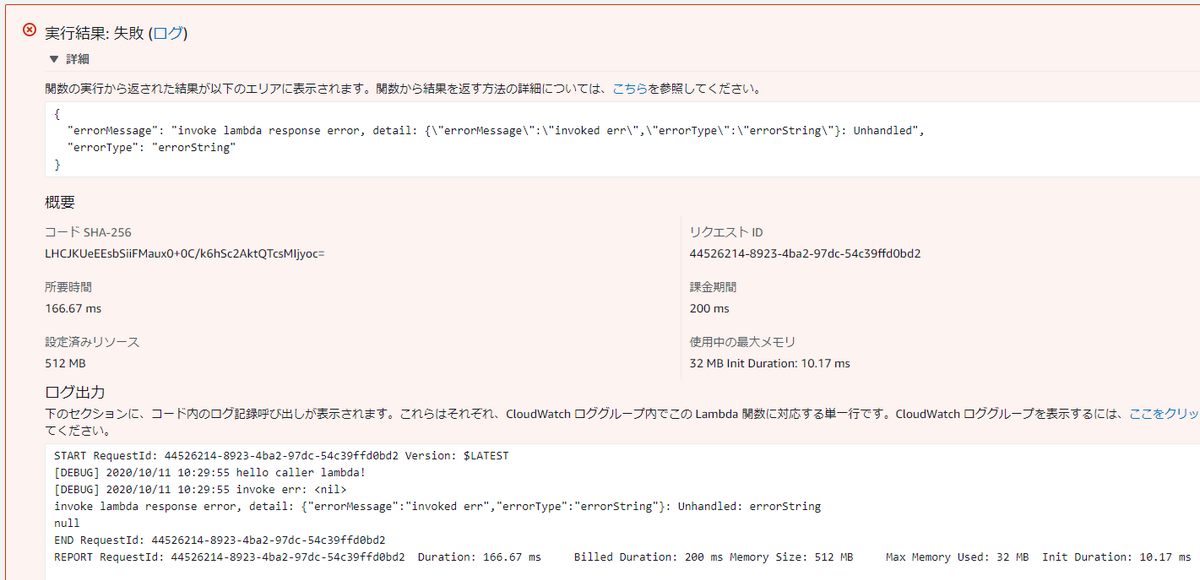 実行結果: 失敗 (ログ)
▼ 詳細
関数の実行から返された結果が以下のエリアに表示されます。関数から結果を返す方法の詳細については、こちらを参照してください。
{
"errorMessage": "invoke lambda response error, detail: {\"errorMessage\":\"invoked err\",\"errorType\":\"errorString\"}: Unhandled",
"errorType": "errorString"
}
概要
コード SHA-256
LHCJKUeEEsbSiiFMaux0+0C/k6hSc2AktQTcsMIjyoc=
リクエスト ID
44526214-8923-4ba2-97dc-54c39ffd0bd2
所要時間
166.67 ms
課金期間
200 ms
設定済みリソース
512 MB
使用中の最大メモリ
32 MB Init Duration: 10.17 ms
ログ出力
下のセクションに、コード内のログ記録呼び出しが表示されます。これらはそれぞれ、CloudWatch ロググループ内でこの Lambda 関数に対応する単一行です。CloudWatch ロググループを表示するには、ここをクリッ
てください。
START RequestId: 44526214-8923-4ba2-97dc-54c39ffd0bd2 Version: $LATEST
[DEBUG] 2020/10/11 10:29:55 hello caller lambda!
[DEBUG] 2020/10/11 10:29:55 invoke err: <nil>
invoke lambda response error, detail: {"errorMessage":"invoked err","errorType":"errorString"}: Unhandled: errorString
null
END RequestId: 44526214-8923-4ba2-97dc-54c39ffd0bd2
REPORT RequestId: 44526214-8923-4ba2-97dc-54c39ffd0bd2 Duration: 166.67 ms Billed Duration: 200 ms Memory Size: 512 MB Max Memory Used: 32 MB Init Duration: 10.17 ms